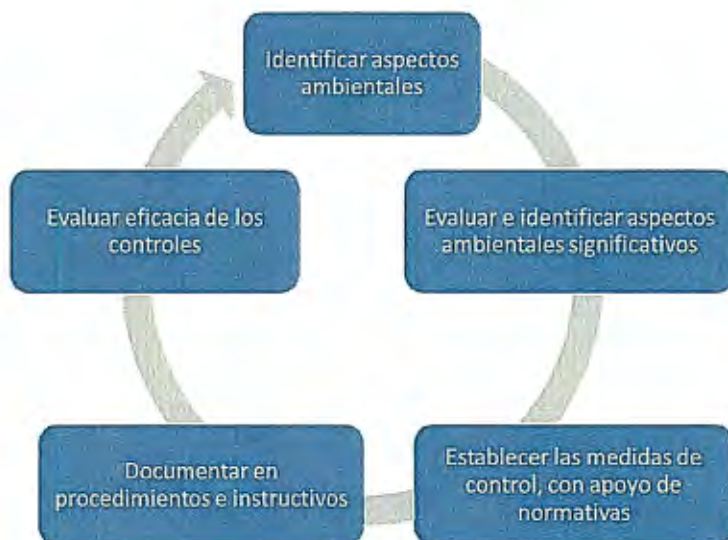 Identificar aspectos
ambientales
Evaluar e identificar aspectos
ambientales significativos
Establecer las medidas de
control, con apoyo de
normativas
Documentar en
procedimientos e instructivos
Evaluar eficacia de los
controles